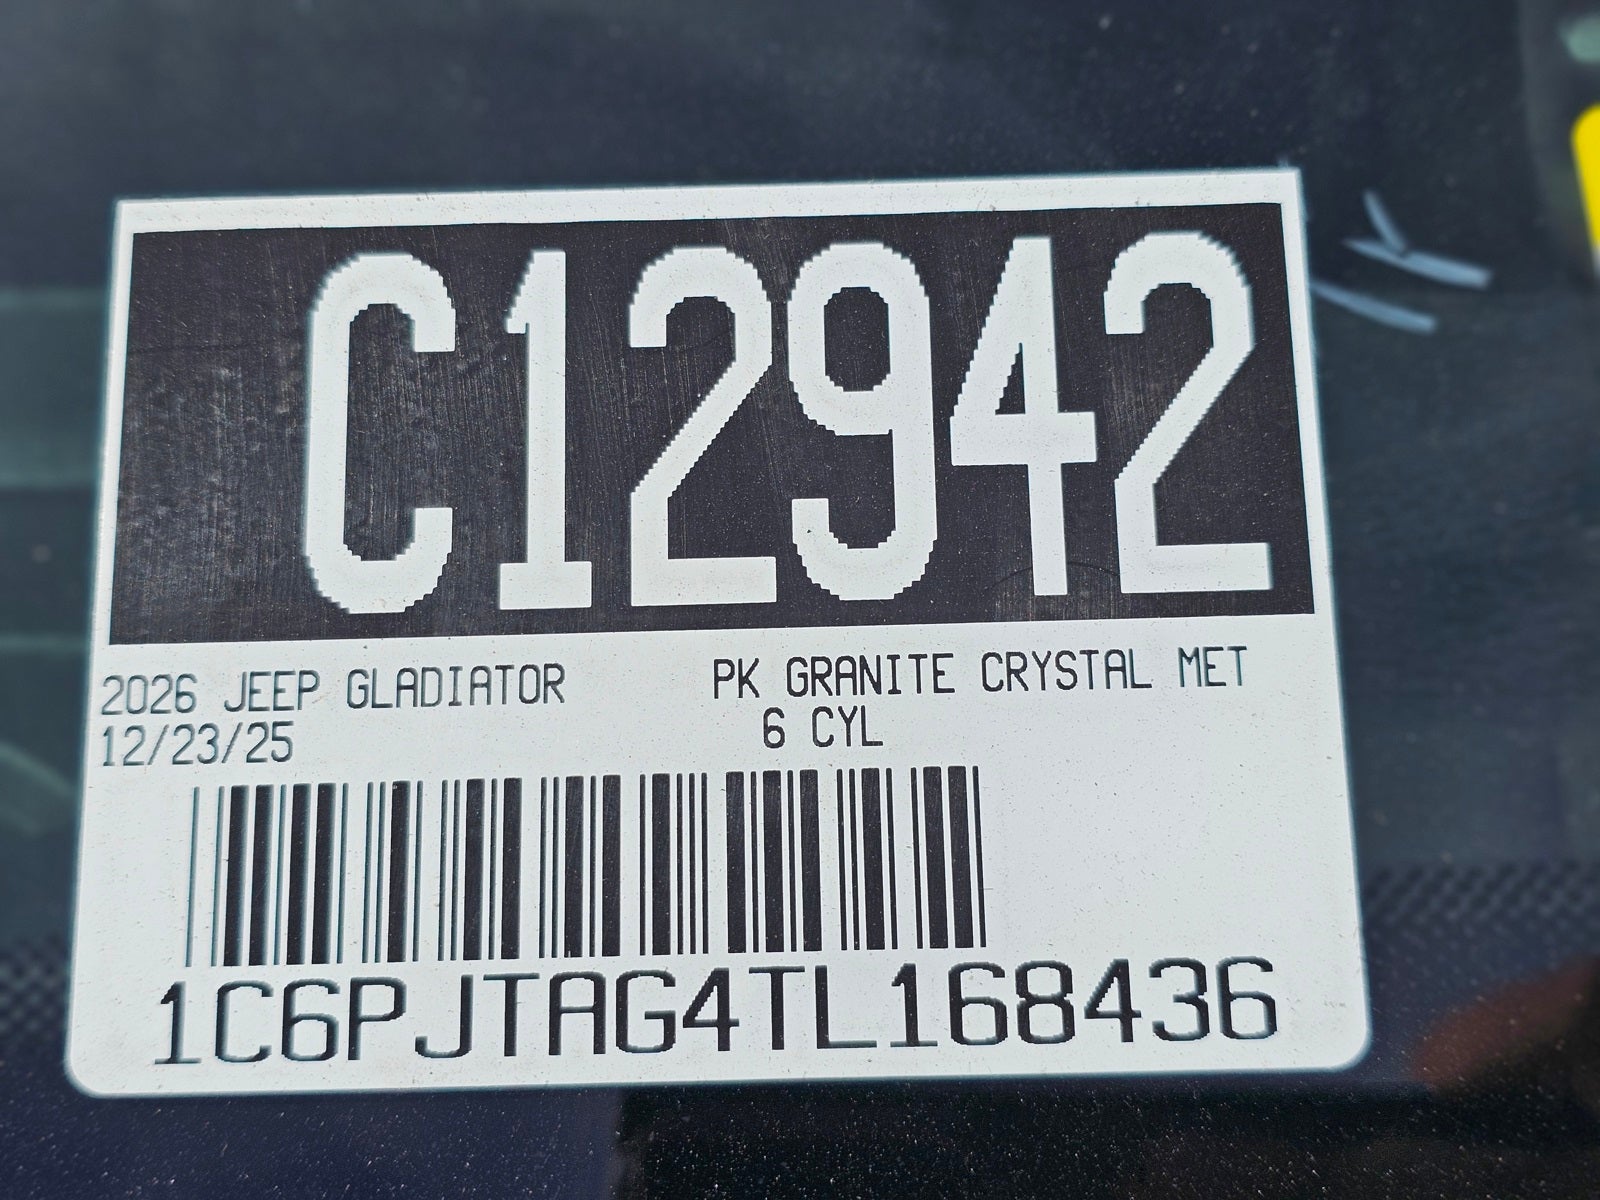 C12942
2026 JEEP GLADIATOR PK GRANITE CRYSTAL MET
12/23/25 6 CYL
1C6PJTAG4TL168436